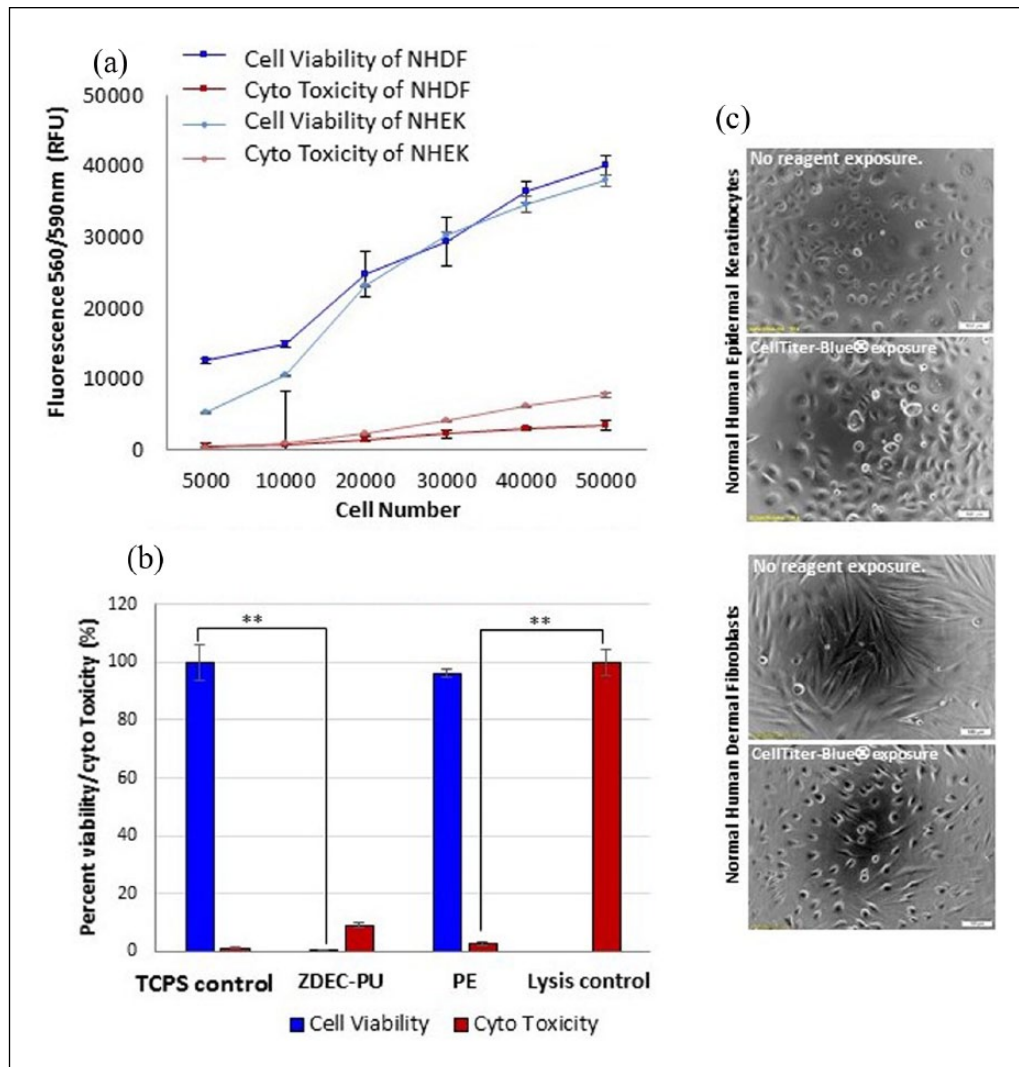 (a)
Cell Viability of NHDF
Cyto Toxicity of NHDF
Cell Viability of NHEK
Cyto Toxicity of NHEK
Fluorescence 560/590nm (RFU)
50000
40000
30000
20000
10000
0
5000 10000 20000 30000 40000 50000
Cell Number
(b)
Percent viability/cyto Toxicity (%)
120
100
80
60
40
20
0
** **
TCPS control ZDEC-PU PE Lysis control
Cell Viability Cyto Toxicity
(c)
Normal Human Epidermal Keratinocytes
No reagent exposure.
CellTiter-Blue® exposure
Normal Human Dermal Fibroblasts
No reagent exposure.
CellTiter-Blue® exposure